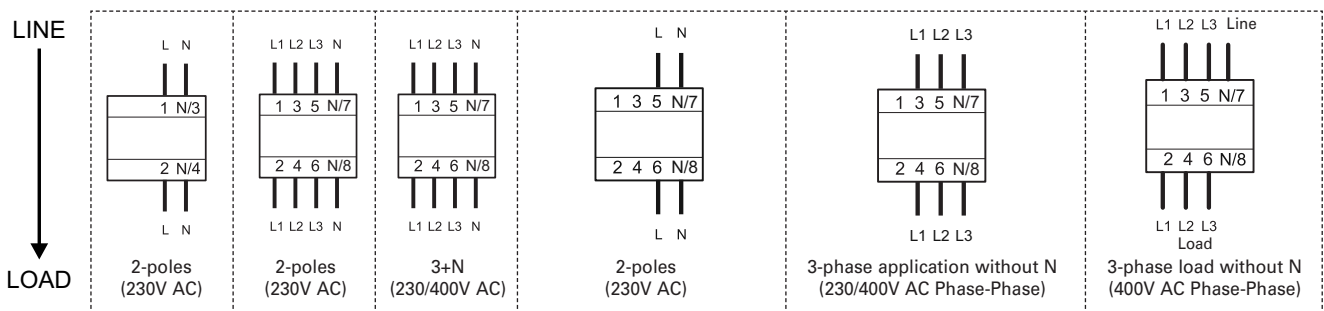 LINE
LOAD
L N
1 N/3
2 N/4
L N
2-poles
(230V AC)
L1 L2 L3 N
1 3 5 N/7
2 4 6 N/8
L1 L2 L3 N
2-poles
(230V AC)
L1 L2 L3 N
1 3 5 N/7
2 4 6 N/8
L1 L2 L3 N
3+N
(230/400V AC)
L N
1 3 5 N/7
2 4 6 N/8
L N
2-poles
(230V AC)
L1 L2 L3
1 3 5 N/7
2 4 6 N/8
L1 L2 L3
3-phase application without N
(230/400V AC Phase-Phase)
L1 L2 L3 Line
1 3 5 N/7
2 4 6 N/8
L1 L2 L3
Load
3-phase load without N
(400V AC Phase-Phase)